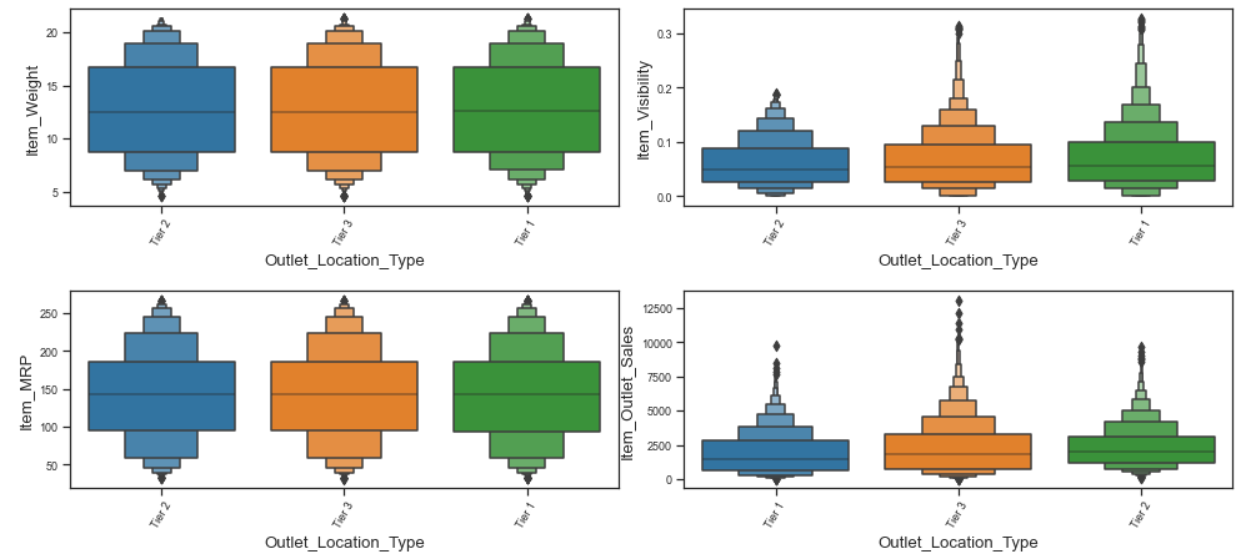 Item_Weight
20
15
10
5
Tier 2
Tier 3
Tier 1
Outlet_Location_Type
Item_Visibility
0.3
0.2
0.1
0.0
Tier 2
Tier 3
Tier 1
Outlet_Location_Type
Item_MRP
250
200
150
100
50
Tier 2
Tier 3
Tier 1
Outlet_Location_Type
Item_Outlet_Sales
12500
10000
7500
5000
2500
0
Tier 1
Tier 3
Tier 2
Outlet_Location_Type